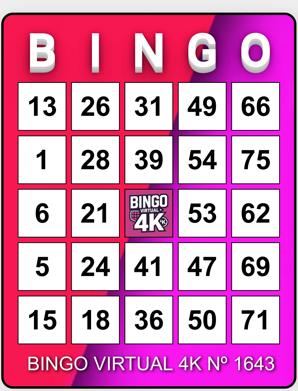 B I N G O
13 26 31 49 66
1 28 39 54 75
6 21 BINGO VIRTUAL 4K 53 62
5 24 41 47 69
15 18 36 50 71
BINGO VIRTUAL 4K Nº 1643